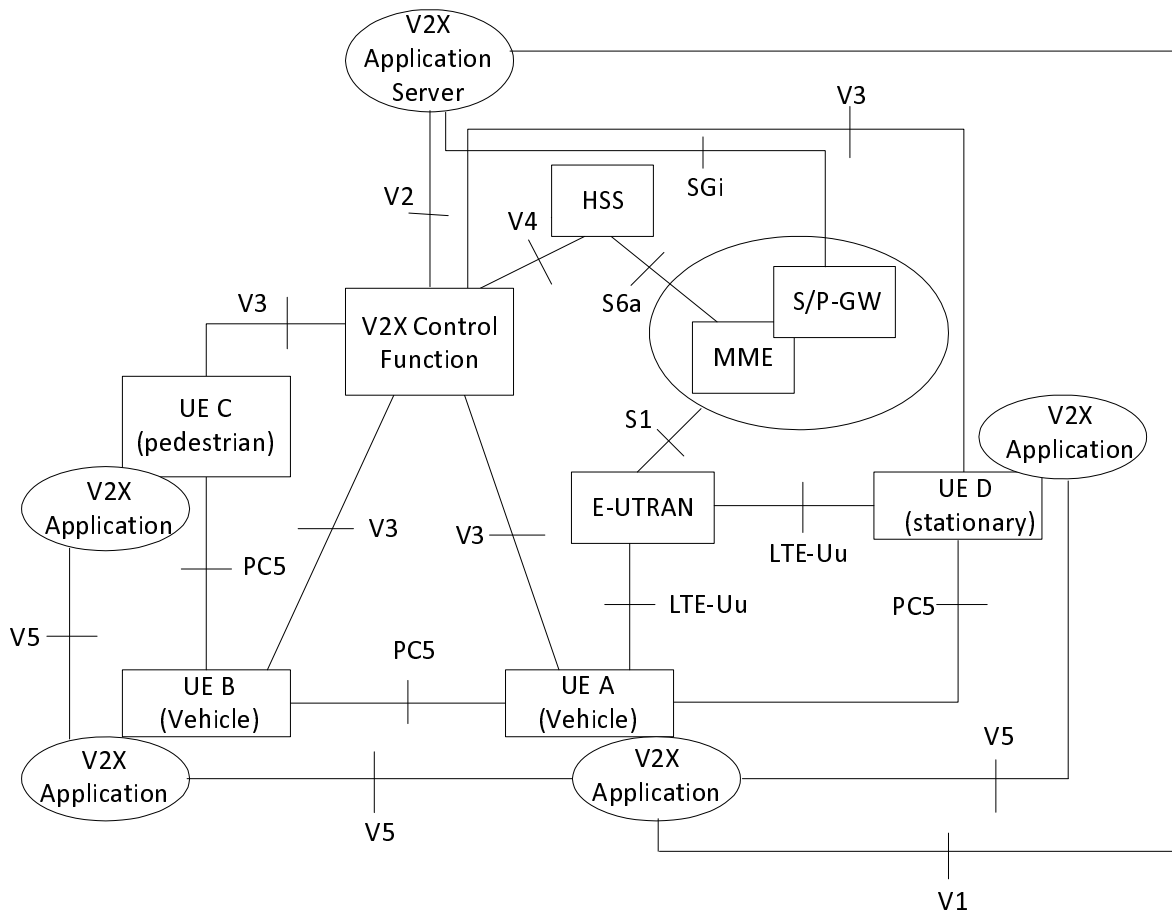 V2X
Application
Server
V3
SGi
HSS
V2
V4
S/P-GW
S6a
V3
V2X Control
Function
MME
UE C
(pedestrian)
S1
V2X
Application
V2X
Application
E-UTRAN
UE D
(stationary)
V3
V3
LTE-Uu
PC5
LTE-Uu
PC5
V5
PC5
UE B
(Vehicle)
UE A
(Vehicle)
V5
V2X
Application
V2X
Application
V5
V1